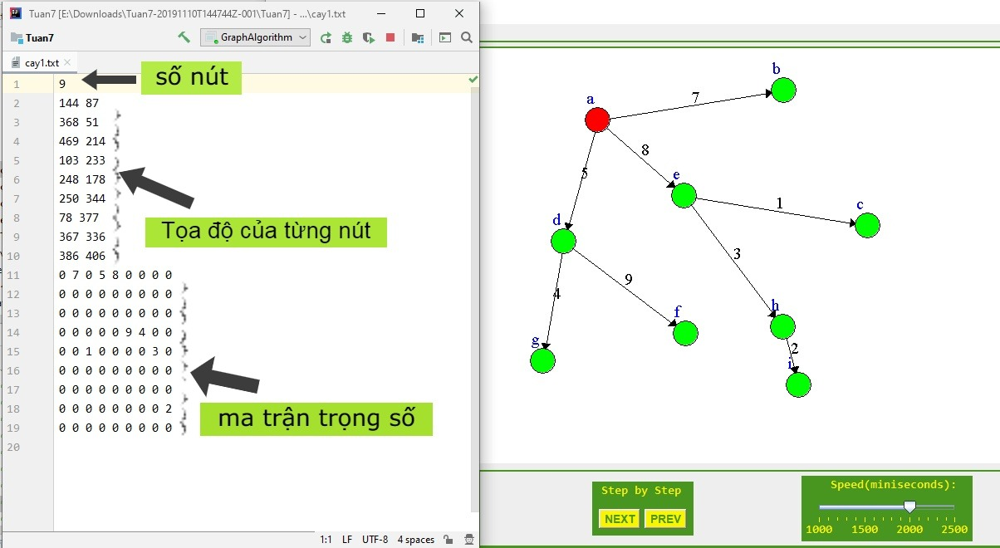 Tuan7 [E:\Downloads\Tuan7-20191110T144744Z-001\Tuan7] - ...\cay1.txt
Tuan7
GraphAlgorithm
cay1.txt
1 9
số nút
2 144 87
3 368 51
4 469 214
5 103 233
6 248 178
7 250 344
8 78 377
9 367 336
10 386 406
Tọa độ của từng nút
11 0 7 0 5 8 0 0 0 0
12 0 0 0 0 0 0 0 0 0
13 0 0 0 0 0 0 0 0 0
14 0 0 0 0 0 9 4 0 0
15 0 0 1 0 0 0 0 3 0
16 0 0 0 0 0 0 0 0 0
17 0 0 0 0 0 0 0 0 0
18 0 0 0 0 0 0 0 0 2
19 0 0 0 0 0 0 0 0 0
20
ma trận trọng số
1:1 LF UTF-8 4 spaces
b
a
7
8
5
e
1
c
d
3
9
4
h
f
g
2
i
Step by Step
NEXT PREV
Speed(miniseconds):
1000 1500 2000 2500